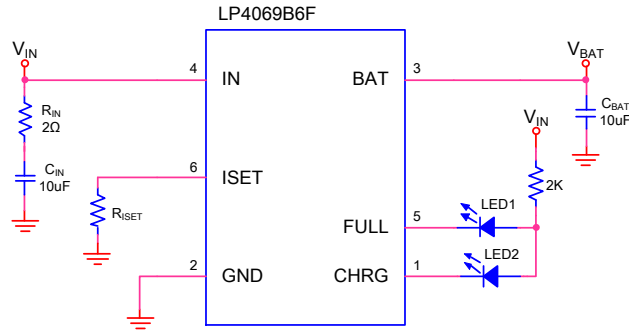 LP4069B6F
VIN
4
IN
BAT
3
VBAT
RIN
2Ω
CIN
10uF
6
ISET
RISET
VIN
CBAT
10uF
2K
LED1
FULL
5
LED2
2
GND
CHRG
1